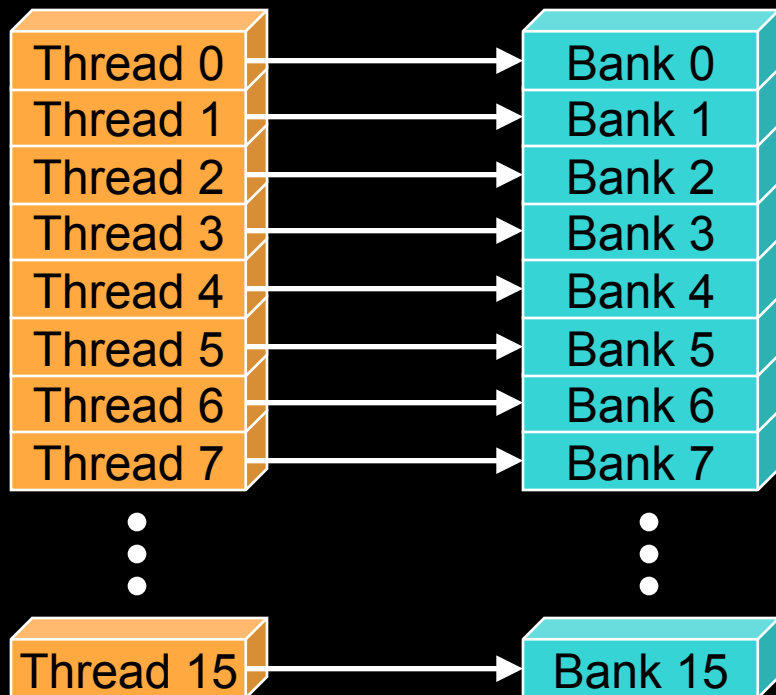 Thread 0 Bank 0
Thread 1 Bank 1
Thread 2 Bank 2
Thread 3 Bank 3
Thread 4 Bank 4
Thread 5 Bank 5
Thread 6 Bank 6
Thread 7 Bank 7
Thread 15 Bank 15